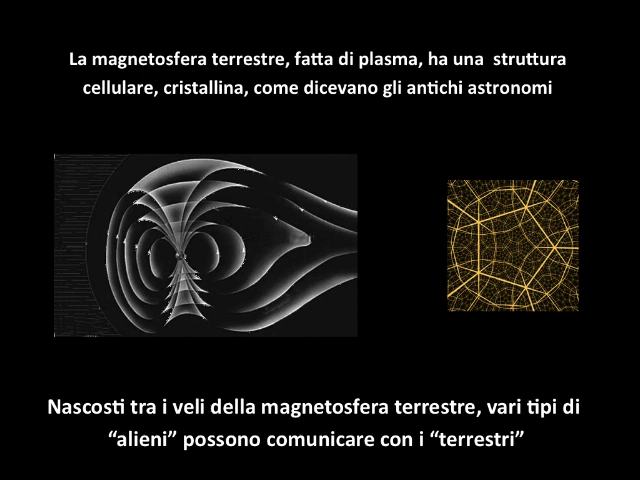 La magnetosfera terrestre, fatta di plasma, ha una  struttura
cellulare, cristallina, come dicevano gli antichi astronomi
Nascosti tra i veli della magnetosfera terrestre, vari tipi di
“alieni” possono comunicare con i “terrestri”